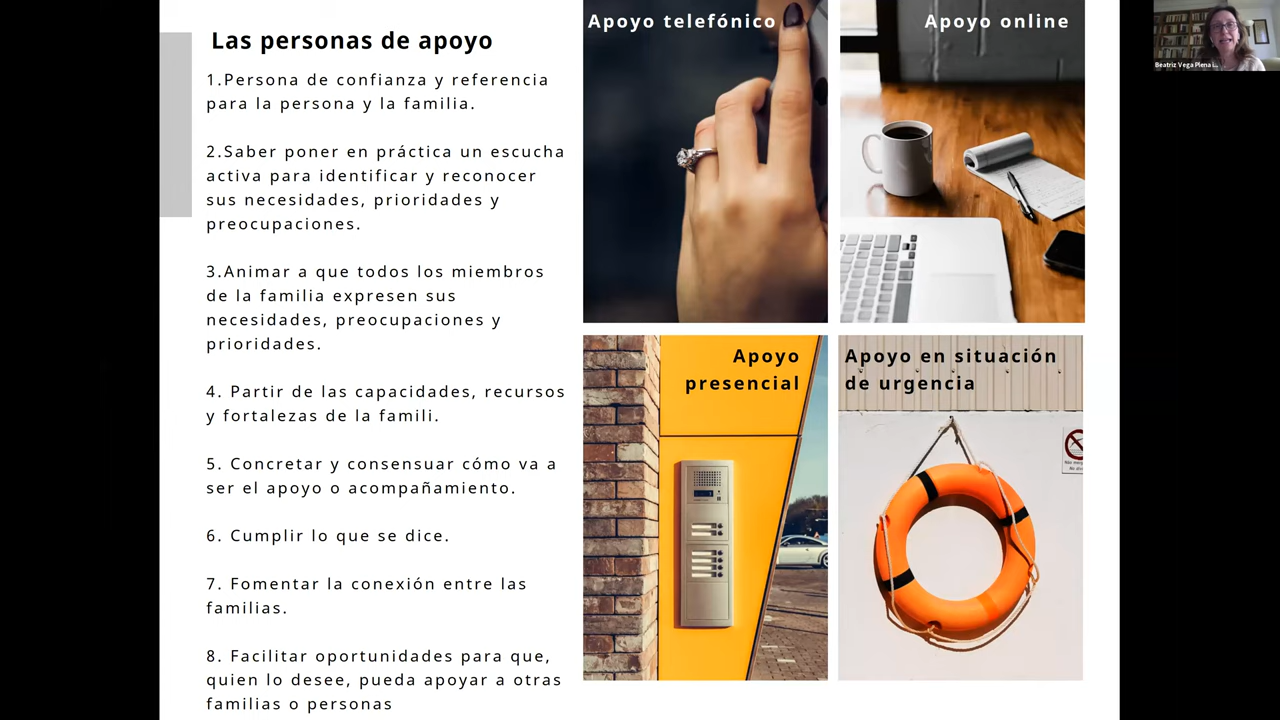 Las personas de apoyo
1.Persona de confianza y referencia
para la persona y la familia.
2.Saber poner en práctica un escucha
activa para identificar y reconocer
sus necesidades, prioridades y
preocupaciones.
3.Animar a que todos los miembros
de la familia expresen sus
necesidades, preocupaciones y
prioridades.
4. Partir de las capacidades, recursos
y fortalezas de la famili.
5. Concretar y consensuar cómo va a
ser el apoyo o acompañamiento.
6. Cumplir lo que se dice.
7. Fomentar la conexión entre las
familias.
8. Facilitar oportunidades para que,
quien lo desee, pueda apoyar a otras
familias o personas
Apoyo telefónico
Apoyo online
Apoyo
presencial
Apoyo en situación
de urgencia
Beatriz Vega Plena